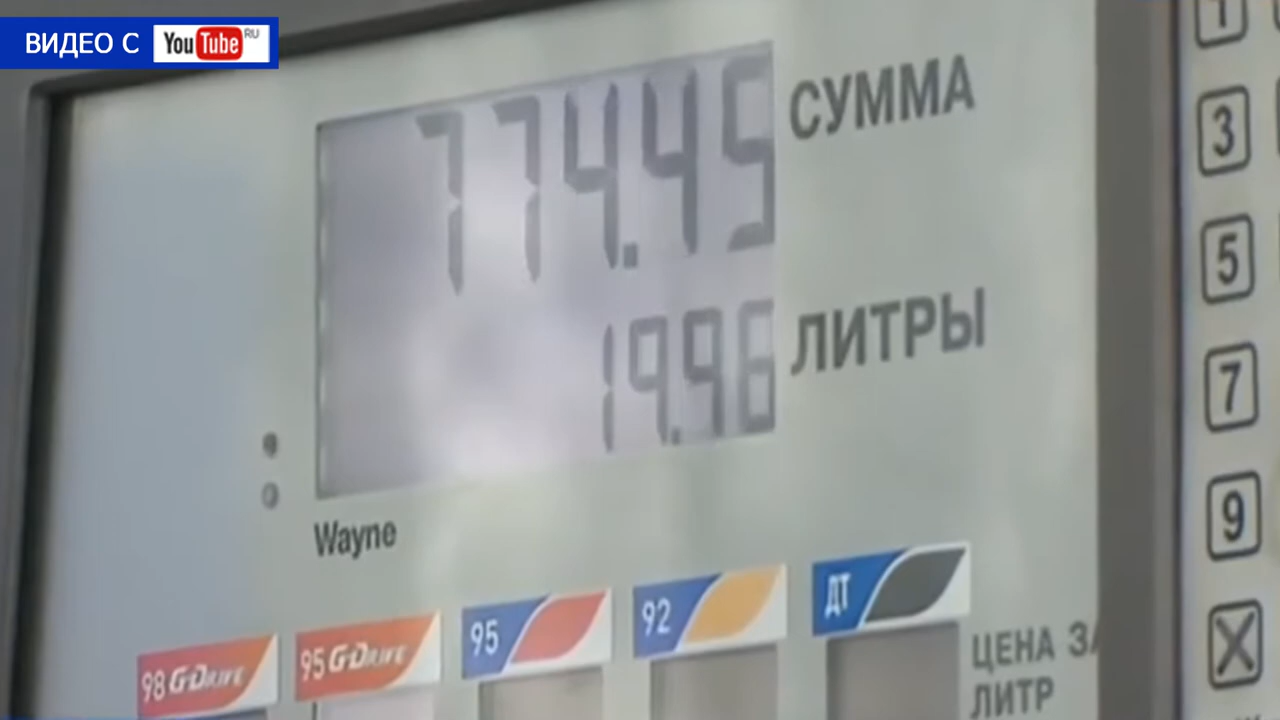 ВИДЕО С YouTube RU
774.45 СУММА
19.96 ЛИТРЫ
Wayne
98 G-DRIVE
95 G-DRIVE
95
92
ДТ
ЦЕНА ЗА
ЛИТР
1
3
5
7
9
X